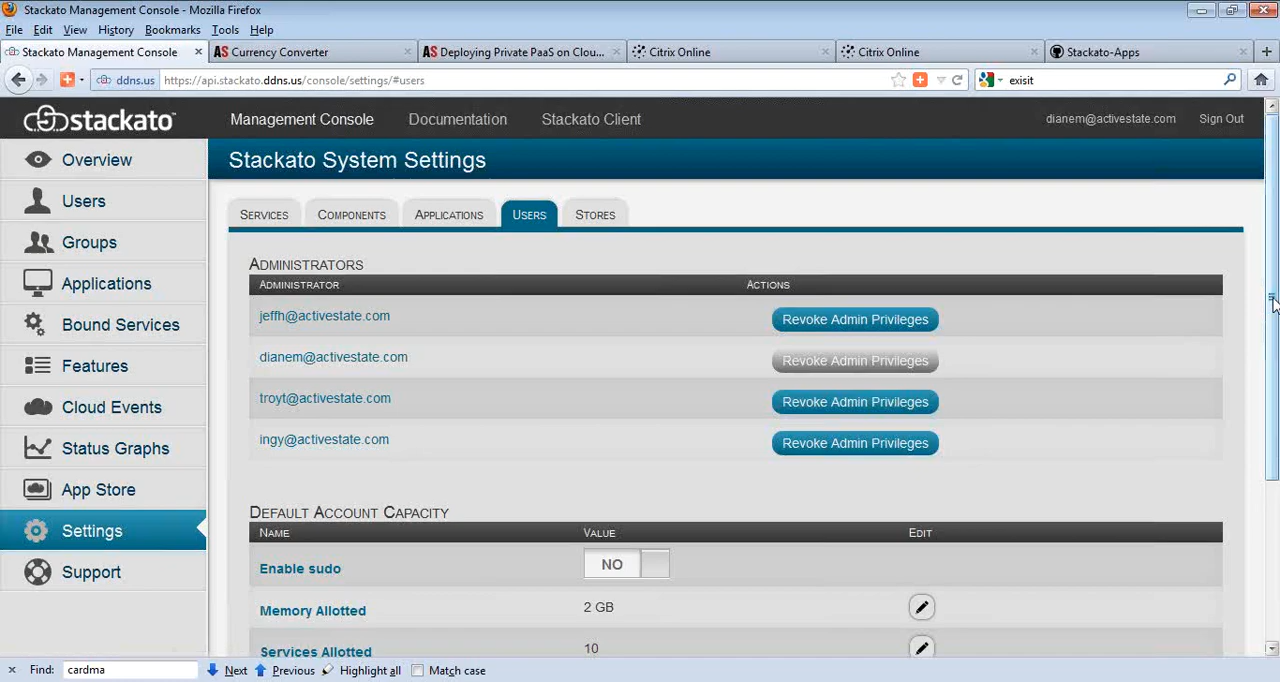 Stackato Management Console - Mozilla Firefox
File Edit View History Bookmarks Tools Help
Stackato Management Console × AS Currency Converter × AS Deploying Private PaaS on Clou... × Citrix Online × Citrix Online × Stackato-Apps × +
ddns.us https://api.stackato.ddns.us/console/settings/#users exisit
stackato Management Console Documentation Stackato Client dianem@activestate.com Sign Out
Overview
Users
Groups
Applications
Bound Services
Features
Cloud Events
Status Graphs
App Store
Settings
Support
Stackato System Settings
SERVICES COMPONENTS APPLICATIONS USERS STORES
ADMINISTRATORS
ADMINISTRATOR ACTIONS
jeffh@activestate.com Revoke Admin Privileges
dianem@activestate.com Revoke Admin Privileges
troyt@activestate.com Revoke Admin Privileges
ingy@activestate.com Revoke Admin Privileges
DEFAULT ACCOUNT CAPACITY
NAME VALUE EDIT
Enable sudo NO
Memory Allotted 2 GB
Services Allotted 10
× Find: cardma Next Previous Highlight all Match case